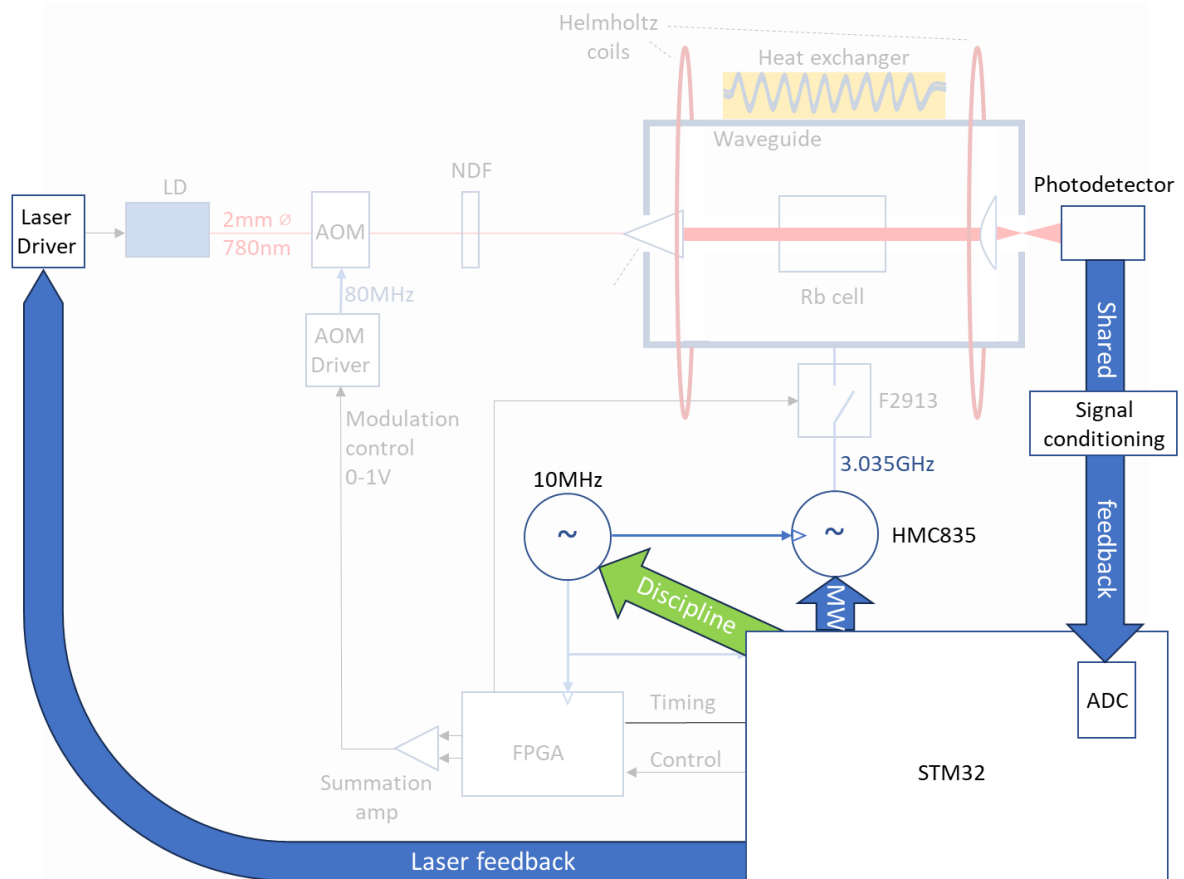 Helmholtz
coils
Heat exchanger
Waveguide
NDF
LD
Photodetector
Laser
Driver
2mm ⌀
780nm
AOM
Rb cell
80MHz
Shared
AOM
Driver
F2913
Modulation
control
0-1V
Signal
conditioning
3.035GHz
10MHz
~
~
HMC835
feedback
Discipline
MW
Timing
ADC
FPGA
Control
STM32
Summation
amp
Laser feedback